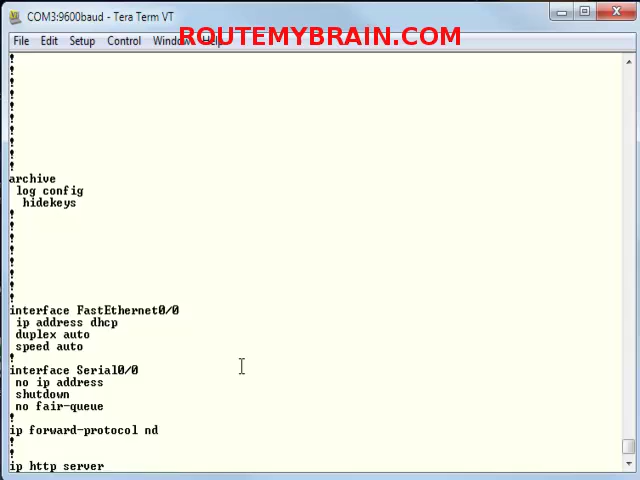 COM3:9600baud - Tera Term VT
ROUTEMYBRAIN.COM
File Edit Setup Control Window Help
!
!
!
!
!
!
!
!
!
!
archive
log config
hidekeys
!
!
!
!
!
!
!
!
interface FastEthernet0/0
ip address dhcp
duplex auto
speed auto
!
interface Serial0/0
no ip address
shutdown
no fair-queue
!
ip forward-protocol nd
!
!
ip http server